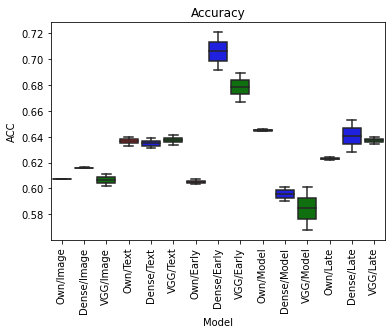 Accuracy
ACC
0.72
0.70
0.68
0.66
0.64
0.62
0.60
0.58
Own/Image
Dense/Image
VGG/Image
Own/Text
Dense/Text
VGG/Text
Own/Early
Dense/Early
VGG/Early
Own/Model
Dense/Model
VGG/Model
Own/Late
Dense/Late
VGG/Late
Model